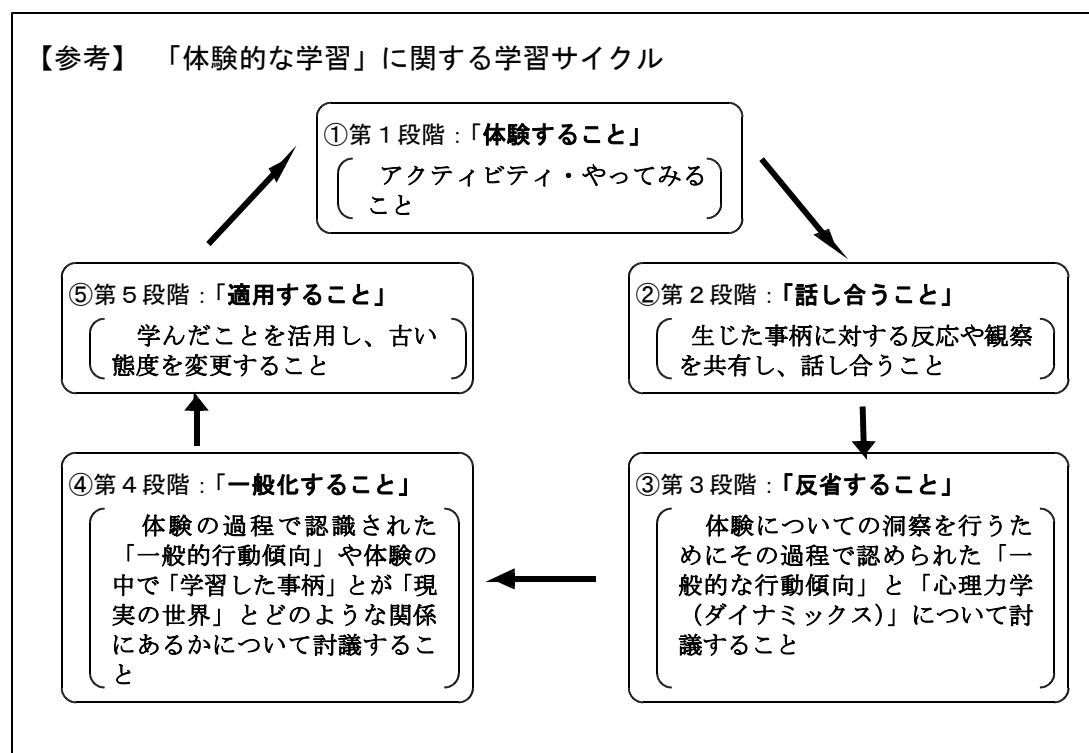 【参考】 「体験的な学習」に関する学習サイクル
①第1段階:「体験すること」
アクティビティ・やってみる
こと
②第2段階:「話し合うこと」
生じた事柄に対する反応や観察
を共有し、話し合うこと
③第3段階:「反省すること」
体験についての洞察を行うた
めにその過程で認められた「一
般的な行動傾向」と「心理力学
(ダイナミックス)」について討
議すること
④第4段階:「一般化すること」
体験の過程で認識された
「一般的行動傾向」や体験の
中で「学習した事柄」とが「現
実の世界」とどのような関係
にあるかについて討議するこ
と
⑤第5段階:「適用すること」
学んだことを活用し、古い
態度を変更すること